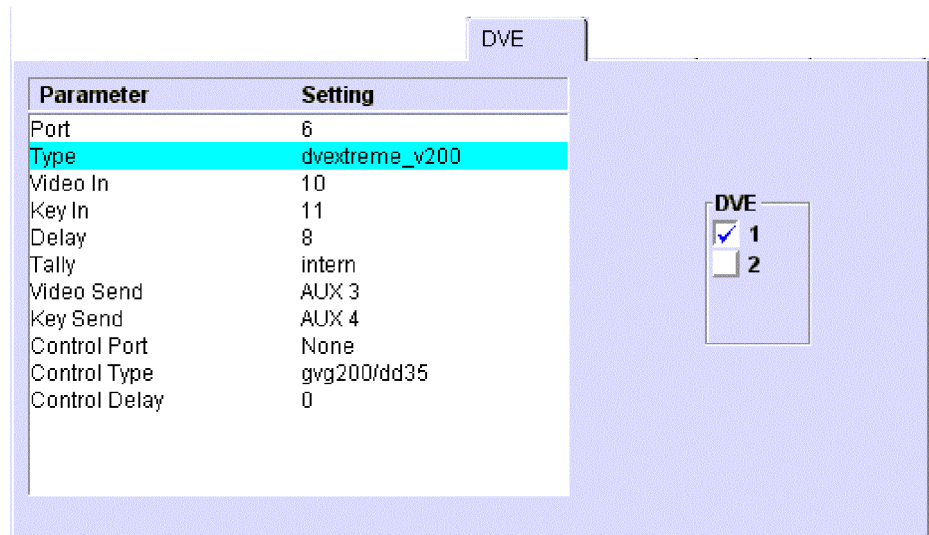 DVE
Parameter Setting
Port 6
Type dvextreme_v200
Video In 10
Key In 11
Delay 8
Tally intern
Video Send AUX 3
Key Send AUX 4
Control Port None
Control Type gvg200/dd35
Control Delay 0
DVE
1
2